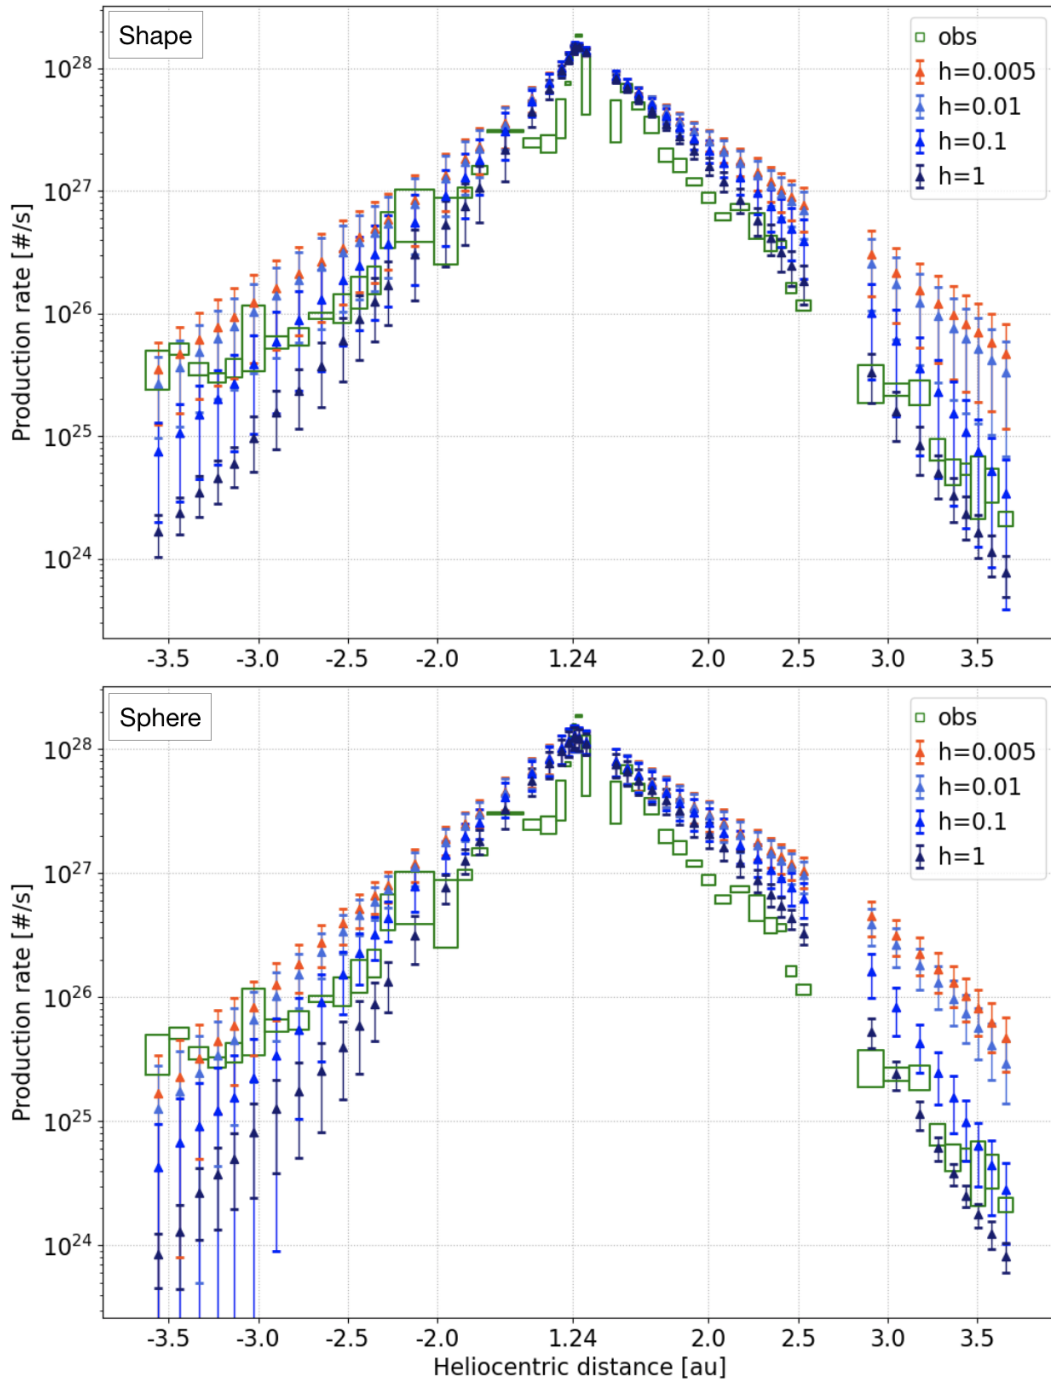 Shape
obs
h=0.005
h=0.01
h=0.1
h=1
Production rate [#/s]
10^28
10^27
10^26
10^25
10^24
-3.5 -3.0 -2.5 -2.0 1.24 2.0 2.5 3.0 3.5
Sphere
obs
h=0.005
h=0.01
h=0.1
h=1
Production rate [#/s]
10^28
10^27
10^26
10^25
10^24
-3.5 -3.0 -2.5 -2.0 1.24 2.0 2.5 3.0 3.5
Heliocentric distance [au]